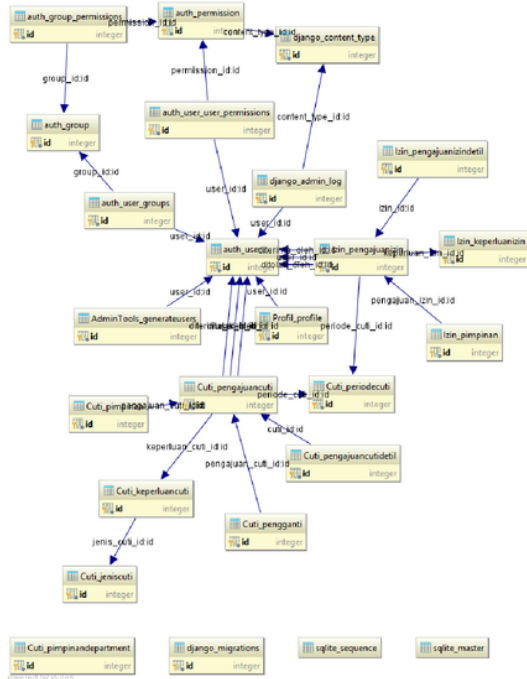 auth_group_permissions
id integer
permission_id:id
auth_permission
id integer
content_type_id:id
django_content_type
id integer
group_id:id
permission_id:id
auth_user_user_permissions
id integer
content_type_id:id
auth_group
id integer
Izin_pengajuanizindetil
id integer
group_id:id
user_id:id
django_admin_log
id integer
izin_id:id
auth_user_groups
id integer
user_id:id
user_id:id
auth_user
id integer
Izin_pengajuanizin
id integer
Izin_keperluanizin
id integer
user_id:id
user_id:id
pengajuan_izin_id:id
AdminTools_generateusers
id integer
Profil_profile
id integer
periode_cuti_id:id
Izin_pimpinan
id integer
Cuti_pengajuancuti
id integer
Cuti_periodecuti
id integer
id integer
keperluan_cuti_id:id
cuti_id:id
pengajuan_cuti_id:id
Cuti_pengajuancutidetil
id integer
Cuti_keperluancuti
id integer
Cuti_pengganti
id integer
jenis_cuti_id:id
Cuti_jeniscuti
id integer
Cuti_pimpinandepartment
id integer
django_migrations
id integer
sqlite_sequence
sqlite_master